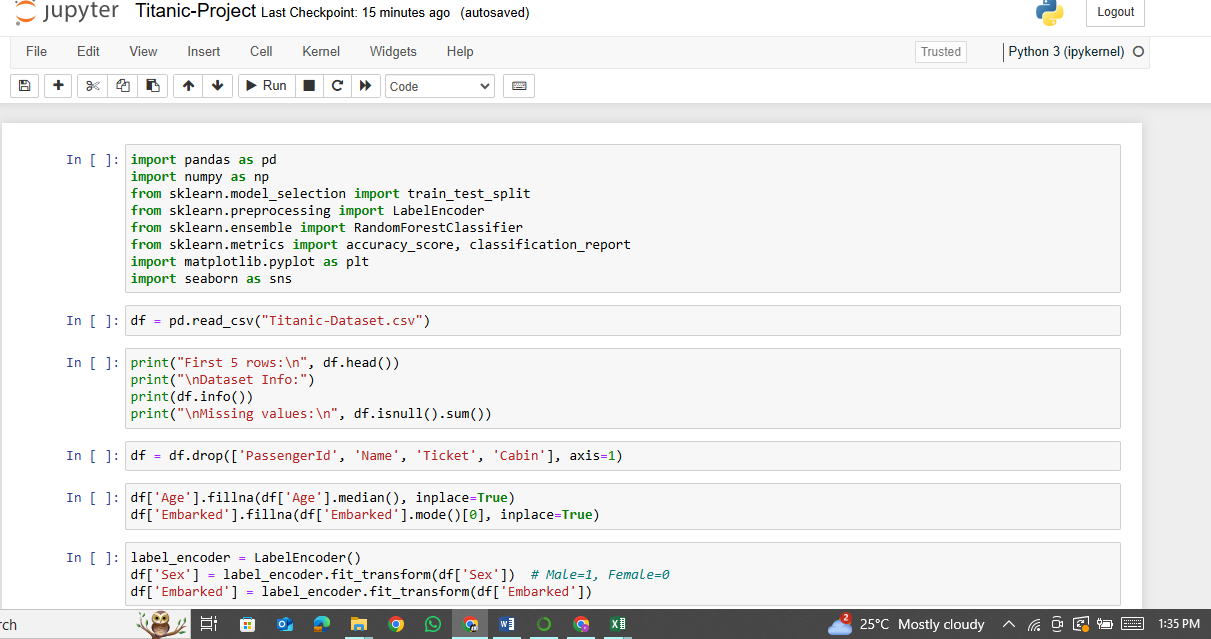 jupyter Titanic-Project Last Checkpoint: 15 minutes ago (autosaved) Logout
File Edit View Insert Cell Kernel Widgets Help Trusted Python 3 (ipykernel)
Run Code
In [ ]: import pandas as pd
import numpy as np
from sklearn.model_selection import train_test_split
from sklearn.preprocessing import LabelEncoder
from sklearn.ensemble import RandomForestClassifier
from sklearn.metrics import accuracy_score, classification_report
import matplotlib.pyplot as plt
import seaborn as sns
In [ ]: df = pd.read_csv("Titanic-Dataset.csv")
In [ ]: print("First 5 rows:\n", df.head())
print("\nDataset Info:")
print(df.info())
print("\nMissing values:\n", df.isnull().sum())
In [ ]: df = df.drop(['PassengerId', 'Name', 'Ticket', 'Cabin'], axis=1)
In [ ]: df['Age'].fillna(df['Age'].median(), inplace=True)
df['Embarked'].fillna(df['Embarked'].mode()[0], inplace=True)
In [ ]: label_encoder = LabelEncoder()
df['Sex'] = label_encoder.fit_transform(df['Sex'])  # Male=1, Female=0
df['Embarked'] = label_encoder.fit_transform(df['Embarked'])
rch 2 25°C Mostly cloudy 1:35 PM